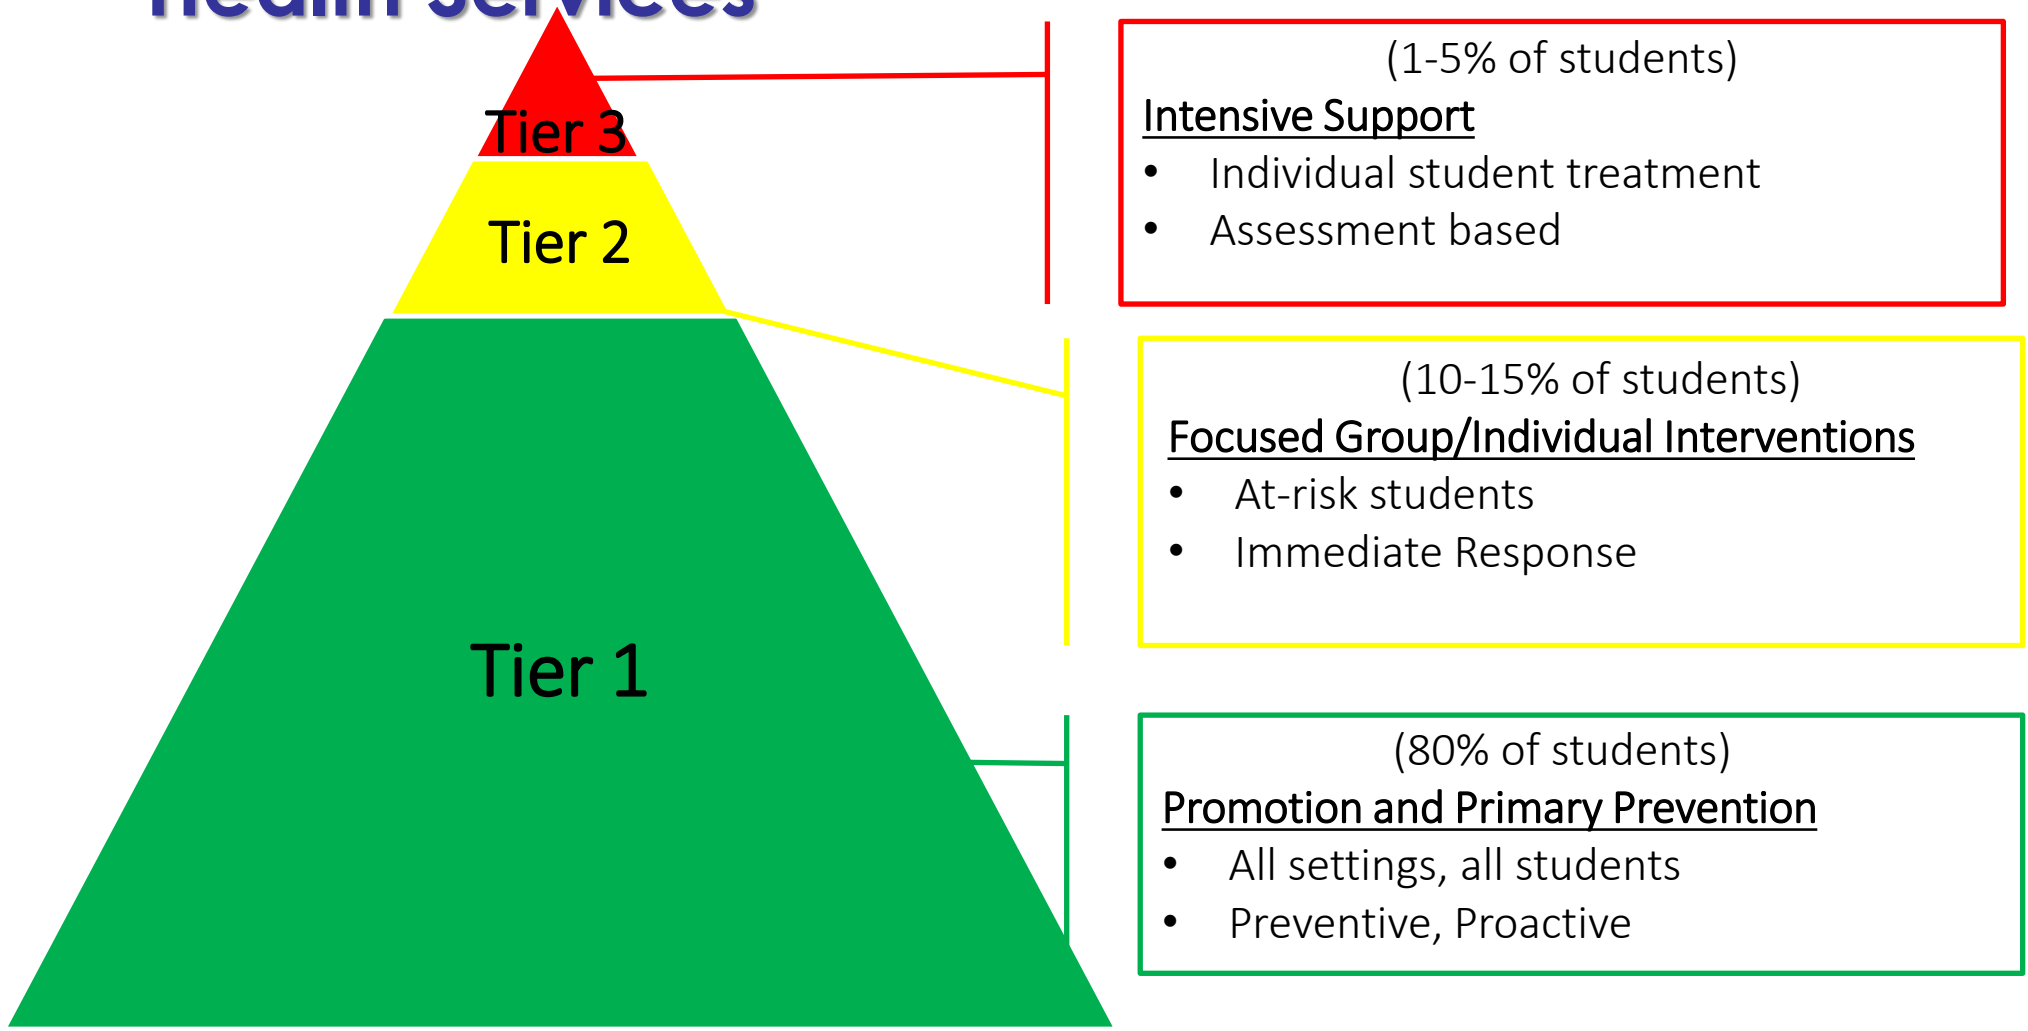 Health Services
Tier 3
Tier 2
Tier 1
(1-5% of students)
Intensive Support
• Individual student treatment
• Assessment based
(10-15% of students)
Focused Group/Individual Interventions
• At-risk students
• Immediate Response
(80% of students)
Promotion and Primary Prevention
• All settings, all students
• Preventive, Proactive